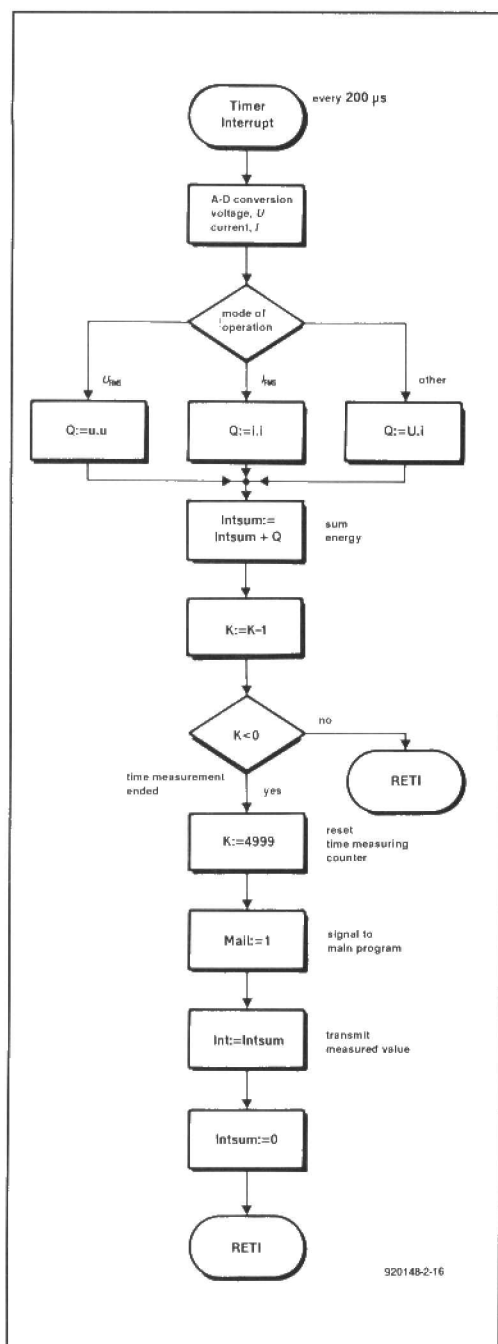 Timer
Interrupt
every 200 µs
A-D conversion
voltage, U
current, I
mode of
operation
U_RMS
I_RMS
other
Q:=u.u
Q:=i.i
Q:=U.i
Intsum:=
Intsum + Q
sum
energy
K:=K–1
K<0
no
RETI
time measurement
ended
yes
K:=4999
reset
time measuring
counter
Mail:=1
signal to
main program
Int:=Intsum
transmit
measured value
Intsum:=0
RETI
920148-2-16